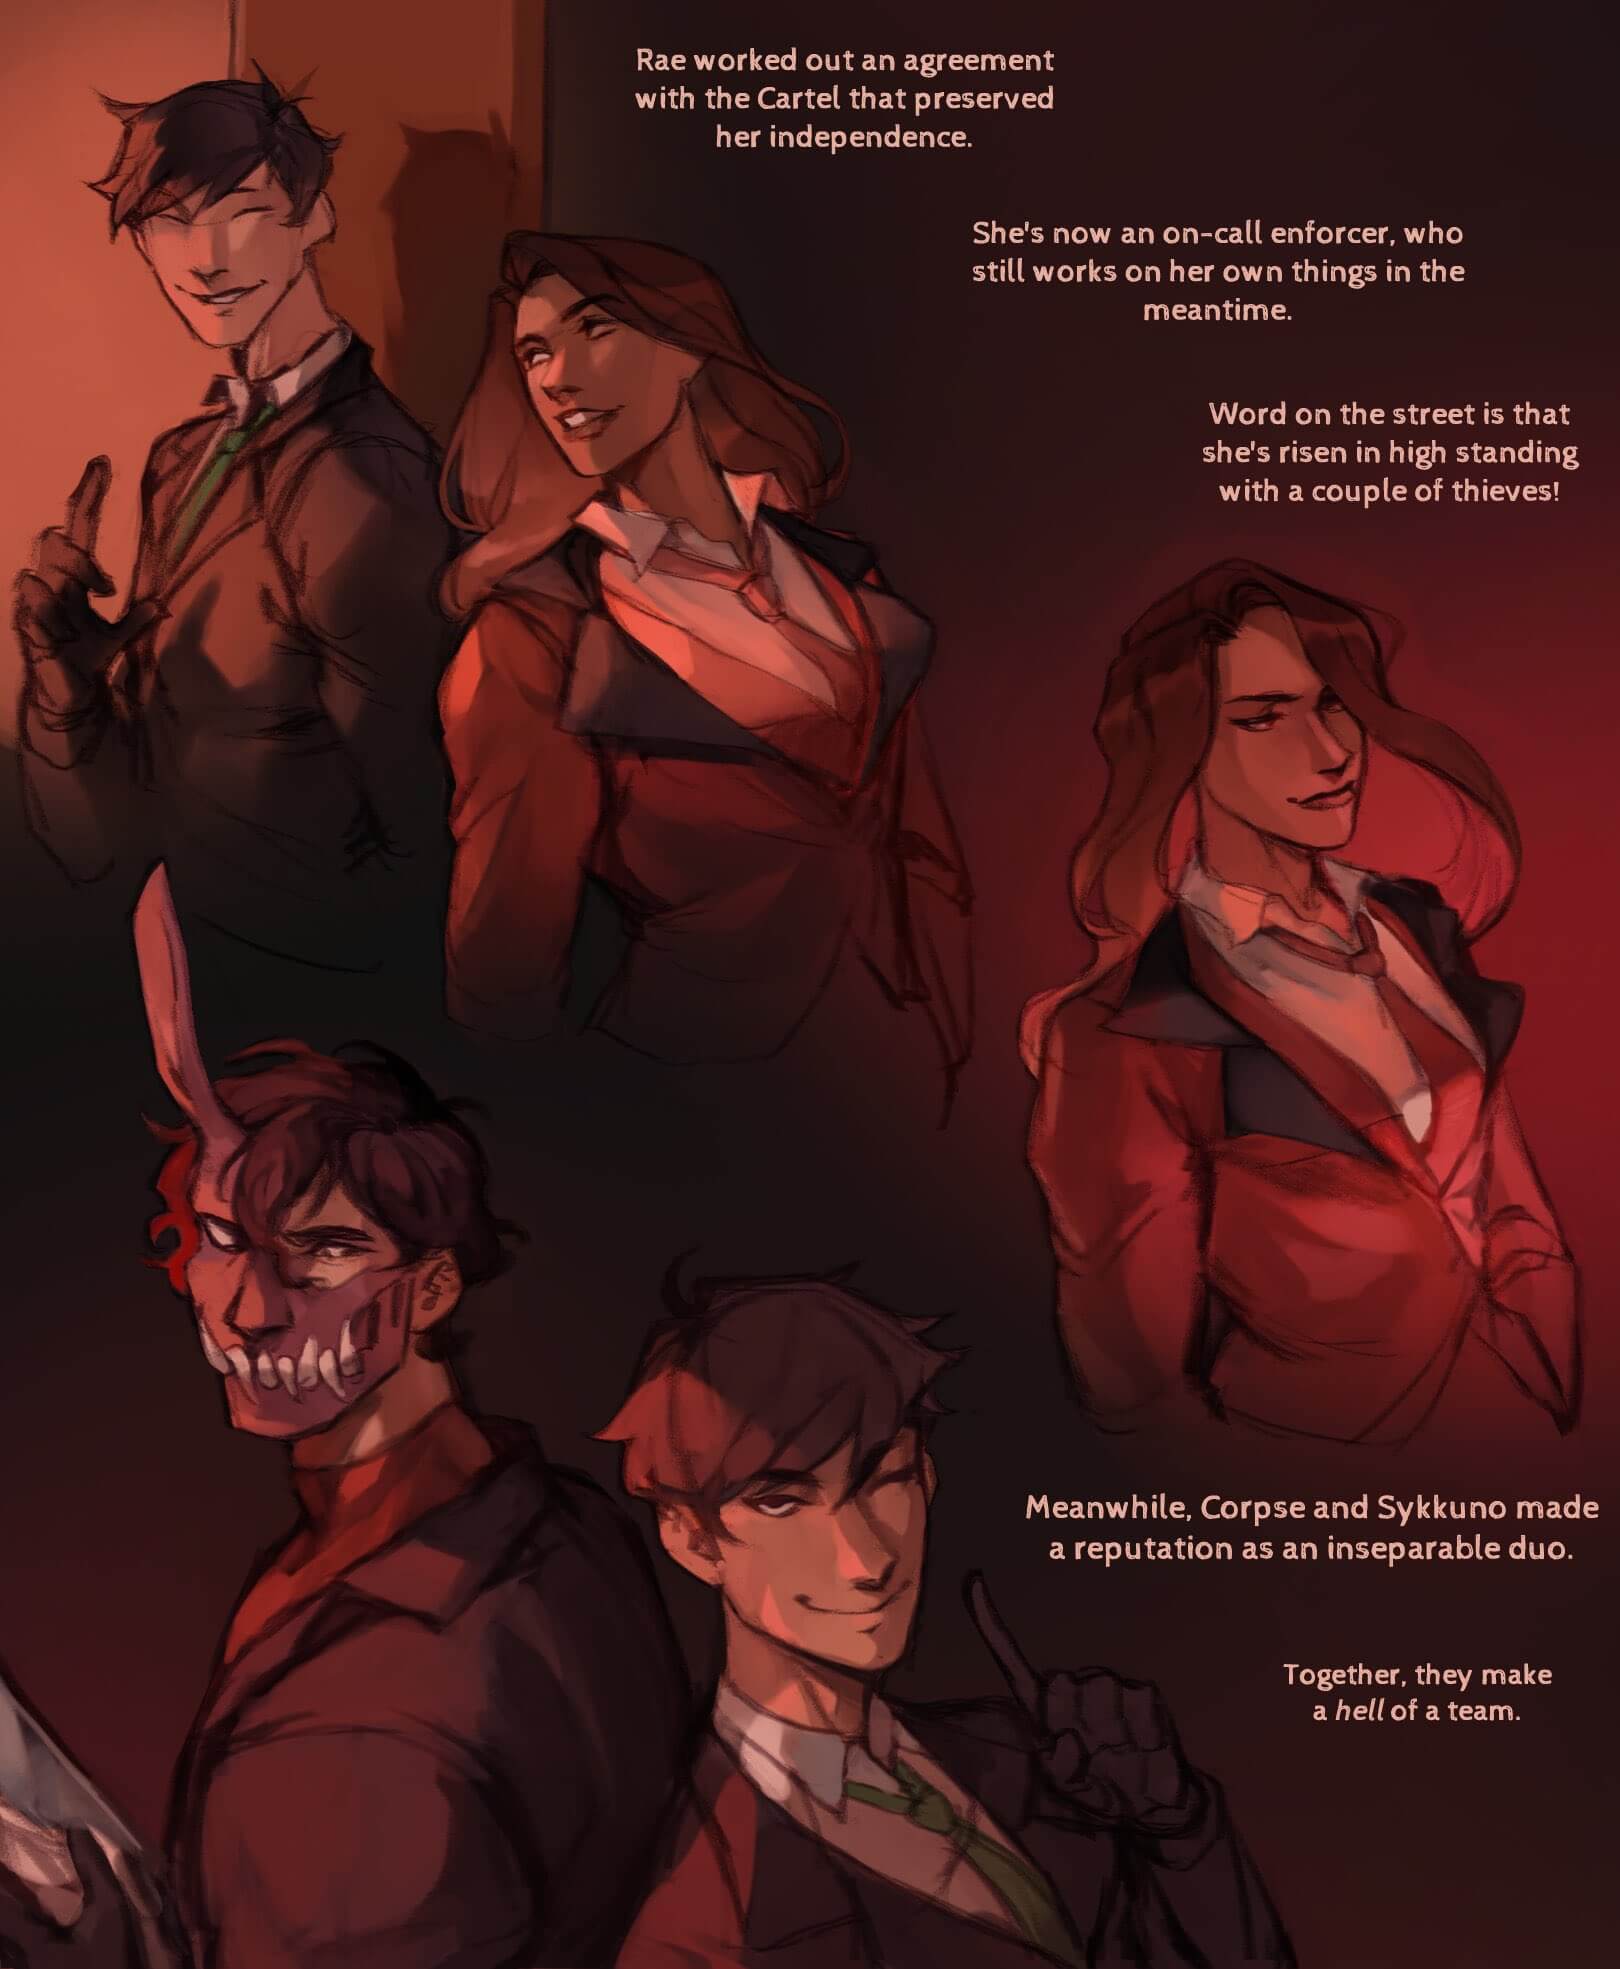 Rae worked out an agreement
with the Cartel that preserved
her independence.
She's now an on-call enforcer, who
still works on her own things in the
meantime.
Word on the street is that
she's risen in high standing
with a couple of thieves!
Meanwhile, Corpse and Sykkuno made
a reputation as an inseparable duo.
Together, they make
a hell of a team.